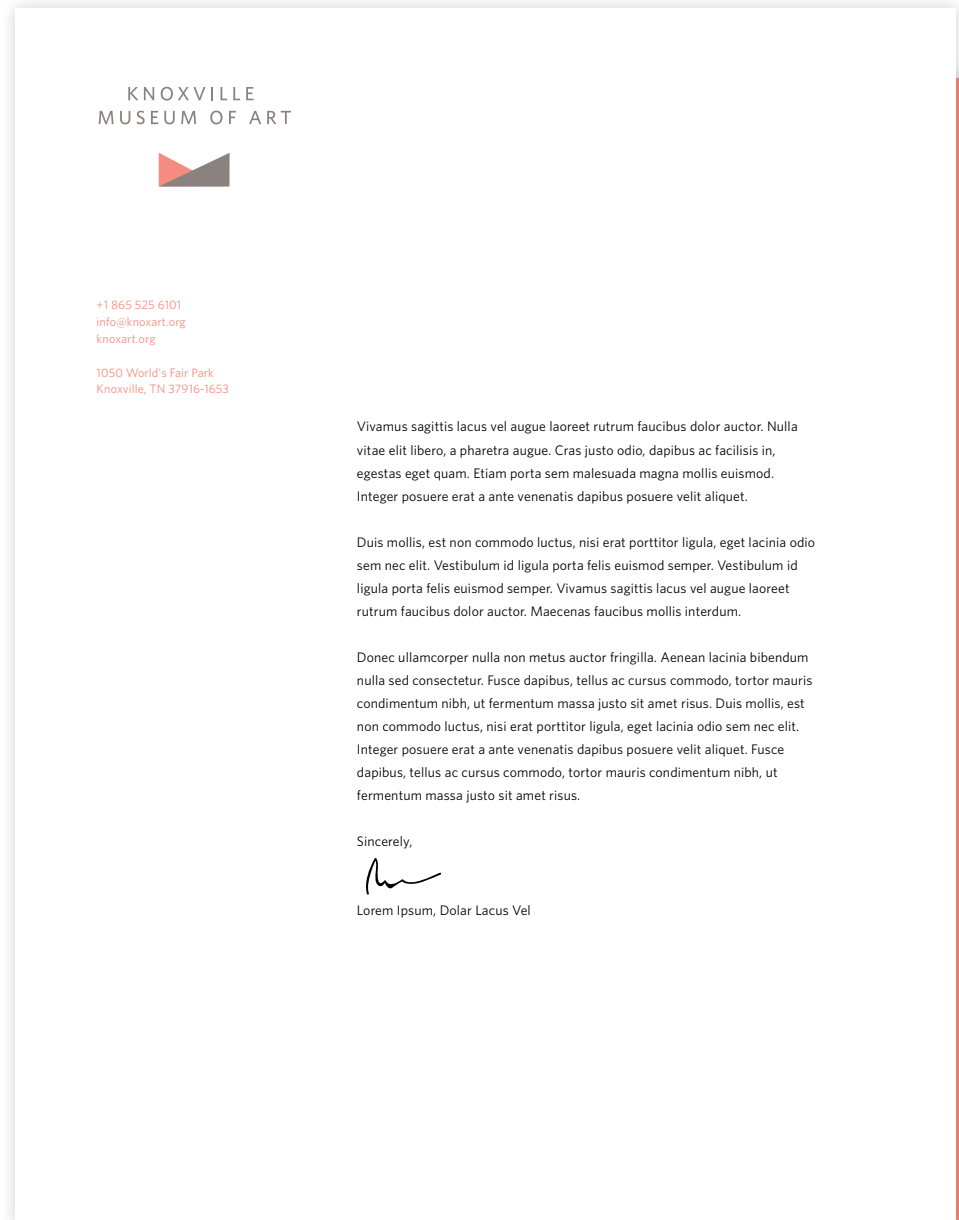 KNOXVILLE
MUSEUM OF ART
+1 865 525 6101
info@knoxart.org
knoxart.org
1050 World's Fair Park
Knoxville, TN 37916-1653
Vivamus sagittis lacus vel augue laoreet rutrum faucibus dolor auctor. Nulla
vitae elit libero, a pharetra augue. Cras justo odio, dapibus ac facilisis in,
egestas eget quam. Etiam porta sem malesuada magna mollis euismod.
Integer posuere erat a ante venenatis dapibus posuere velit aliquet.
Duis mollis, est non commodo luctus, nisi erat porttitor ligula, eget lacinia odio
sem nec elit. Vestibulum id ligula porta felis euismod semper. Vestibulum id
ligula porta felis euismod semper. Vivamus sagittis lacus vel augue laoreet
rutrum faucibus dolor auctor. Maecenas faucibus mollis interdum.
Donec ullamcorper nulla non metus auctor fringilla. Aenean lacinia bibendum
nulla sed consectetur. Fusce dapibus, tellus ac cursus commodo, tortor mauris
condimentum nibh, ut fermentum massa justo sit amet risus. Duis mollis, est
non commodo luctus, nisi erat porttitor ligula, eget lacinia odio sem nec elit.
Integer posuere erat a ante venenatis dapibus posuere velit aliquet. Fusce
dapibus, tellus ac cursus commodo, tortor mauris condimentum nibh, ut
fermentum massa justo sit amet risus.
Sincerely,
Lorem Ipsum, Dolar Lacus Vel